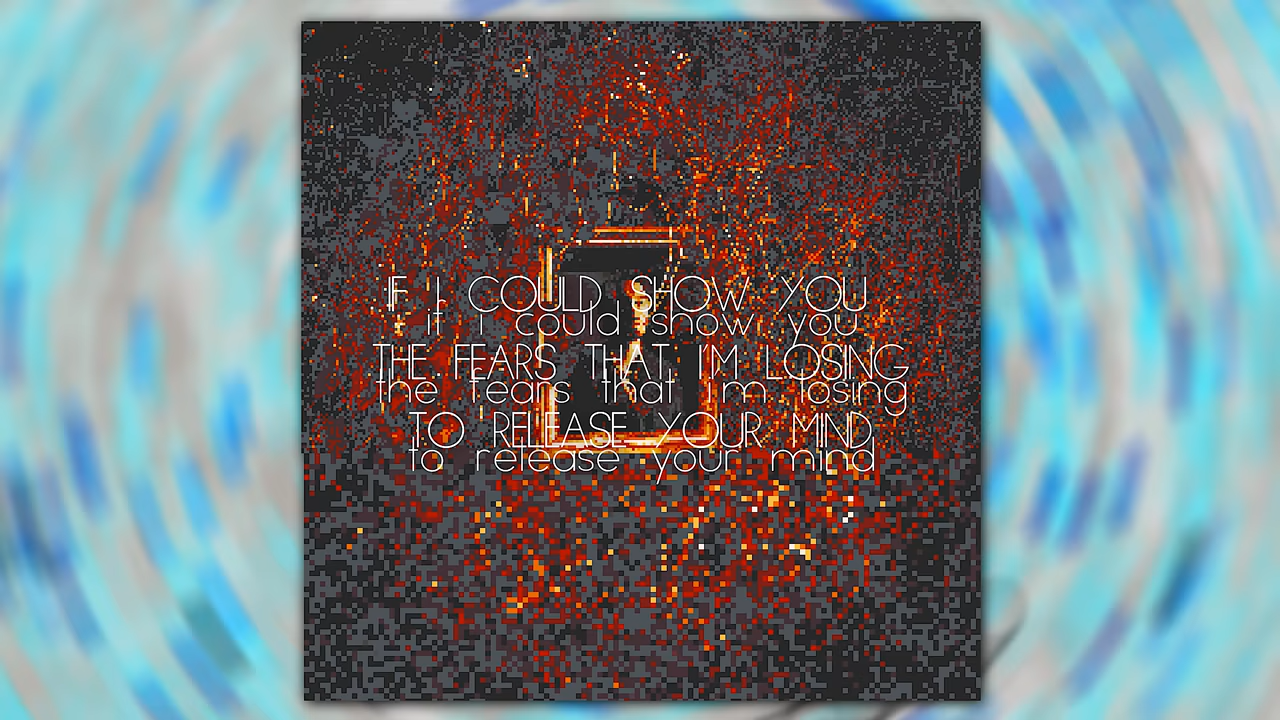 IF I COULD SHOW YOU
if i could show you
THE FEARS THAT I'M LOSING
the fears that i'm losing
TO RELEASE YOUR MIND
to release your mind